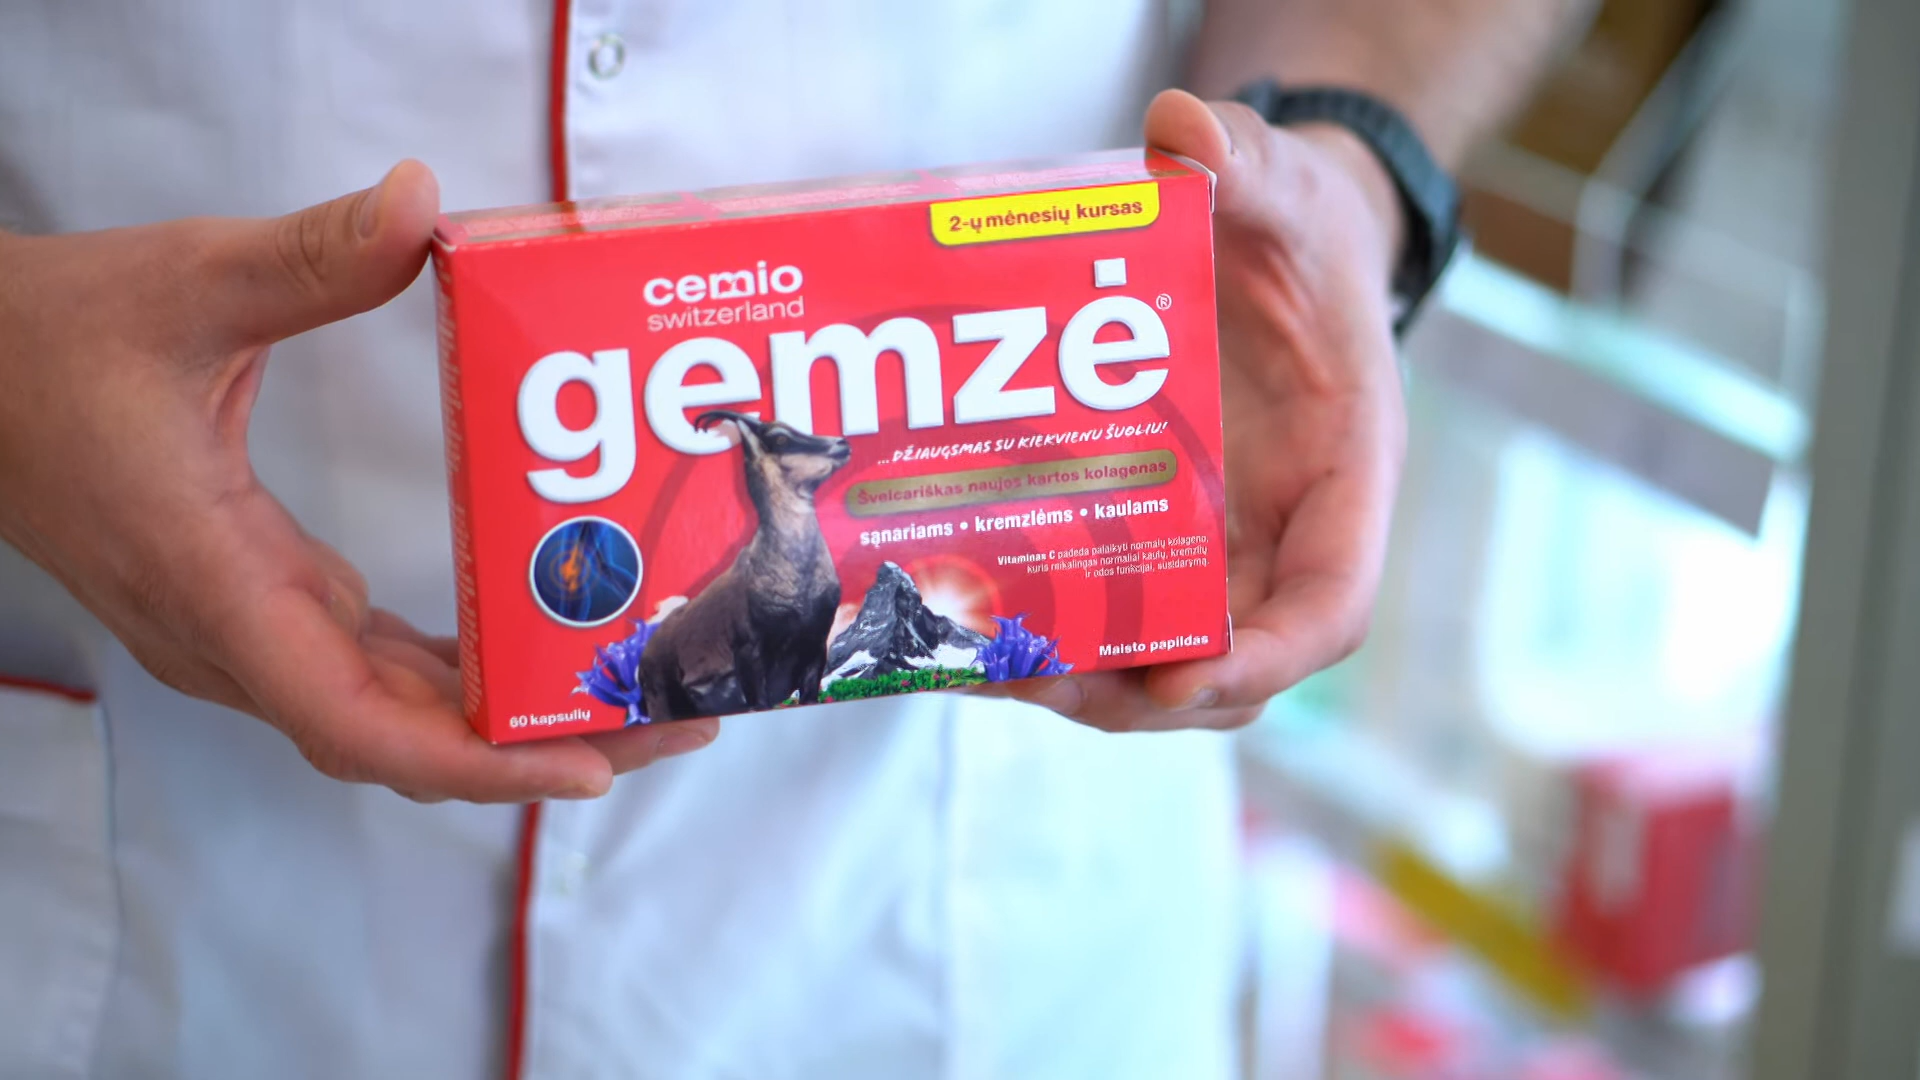 2-ų mėnesių kursas
cemio
switzerland
gemzė®
...DŽIAUGSMAS SU KIEKVIENU ŠUOLIU!
Šveicariškas naujos kartos kolagenas
sąnariams • kremzlėms • kaulams
Vitaminas C padeda palaikyti normalų kolageno,
kuris reikalingas normaliai kaulų, kremzlių
ir odos funkcijai, susidarymą.
Maisto papildas
60 kapsulių